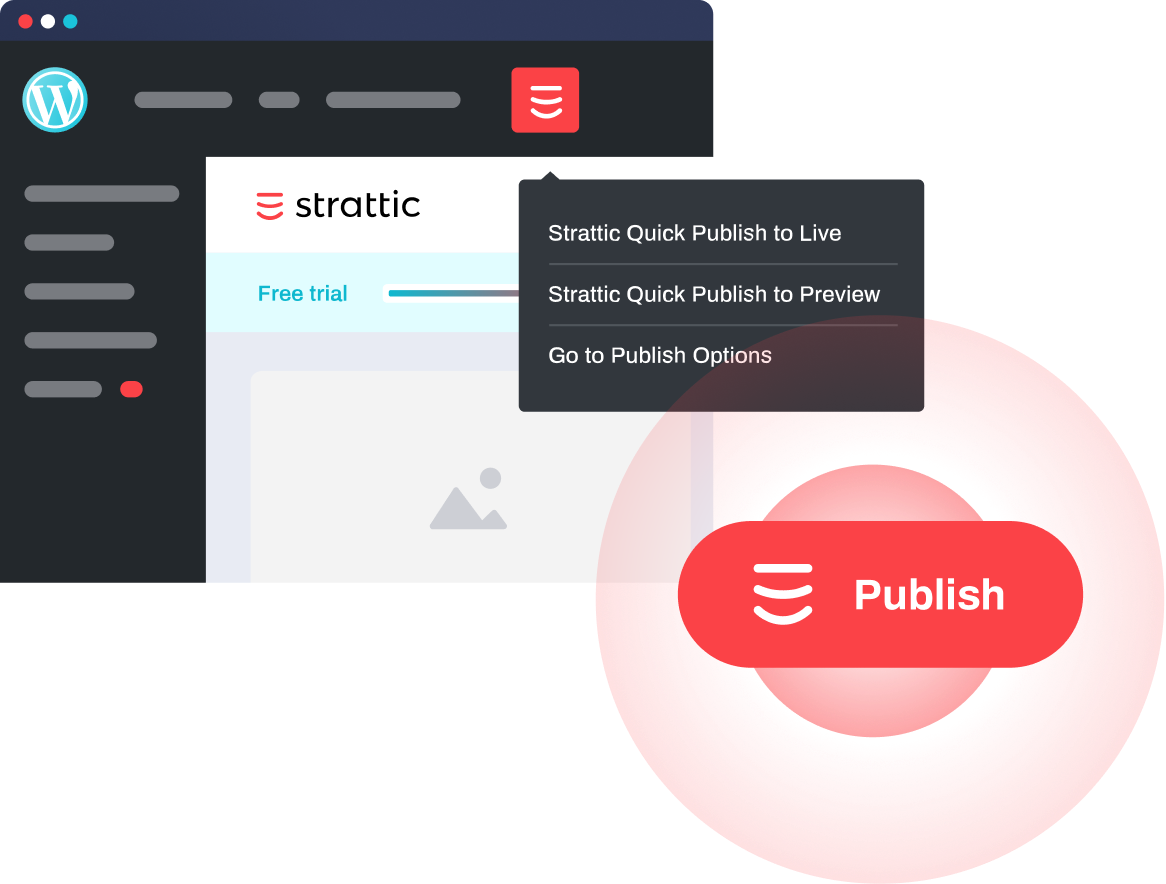 strattic
Free trial
Strattic Quick Publish to Live
Strattic Quick Publish to Preview
Go to Publish Options
Publish